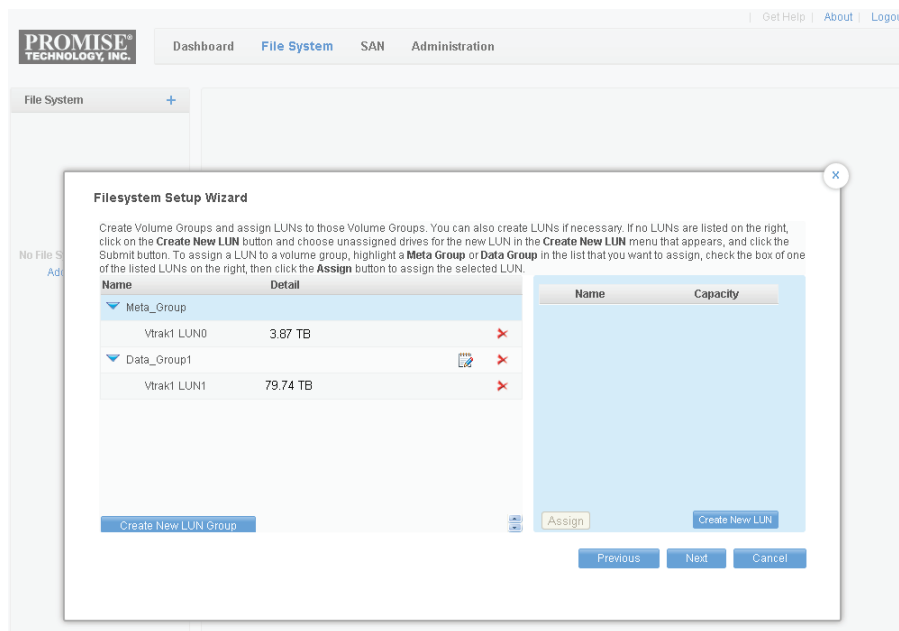 Get Help | About | Logou
PROMISE®
TECHNOLOGY, INC.
Dashboard File System SAN Administration
File System +
No File S
Add
x
Filesystem Setup Wizard
Create Volume Groups and assign LUNs to those Volume Groups. You can also create LUNs if necessary. If no LUNs are listed on the right,
click on the Create New LUN button and choose unassigned drives for the new LUN in the Create New LUN menu that appears, and click the
Submit button. To assign a LUN to a volume group, highlight a Meta Group or Data Group in the list that you want to assign, check the box of one
of the listed LUNs on the right, then click the Assign button to assign the selected LUN.
Name Detail
Meta_Group
Vtrak1 LUN0 3.87 TB
Data_Group1
Vtrak1 LUN1 79.74 TB
Name Capacity
Create New LUN Group
Assign Create New LUN
Previous Next Cancel